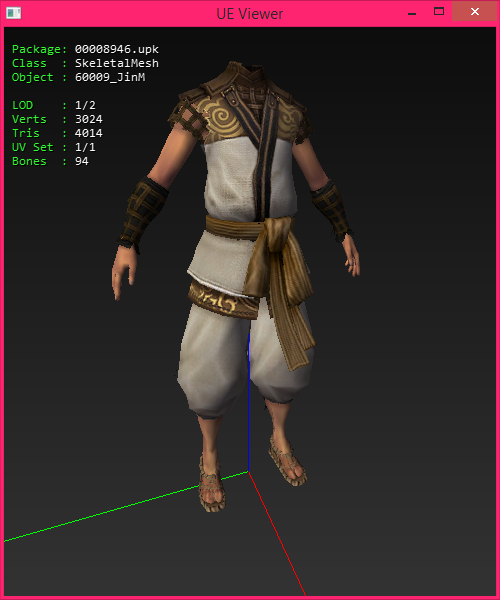 UE Viewer
Package: 00008946.upk
Class  : SkeletalMesh
Object : 60009_JinM
LOD    : 1/2
Verts  : 3024
Tris   : 4014
UV Set : 1/1
Bones  : 94